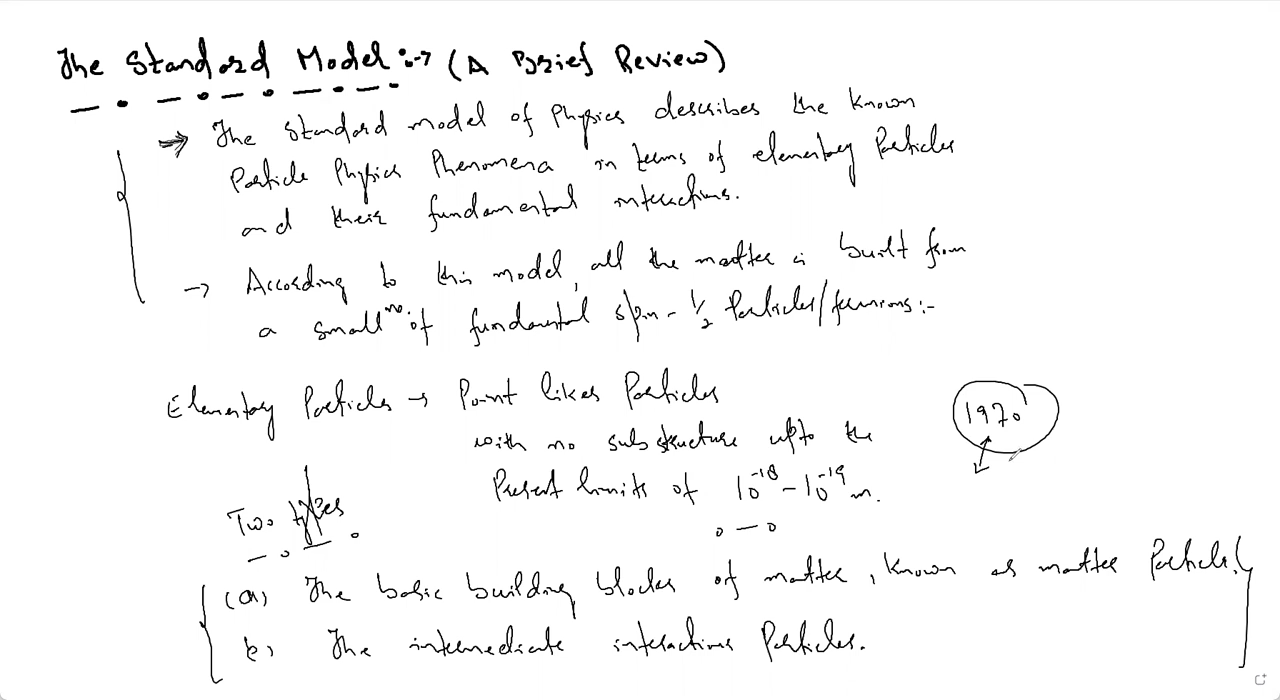 The Standard Model :-> (A Brief Review)
=> The Standard model of Physics describes the known
Particle Physics Phenomena in terms of elementary Particles
and their fundamental interactions.
-> According to this model, all the matter is built from
a small no. of fundamental spin-1/2 Particles/fermions:-
Elementary Particles -> Point likes Particles
1970
with no substructure upto the
Present limits of 10^-18 - 10^-19 m.
Two types
(a) The basic building blocks of matter, known as matter Particles
b) The intermediate interactions Particles.